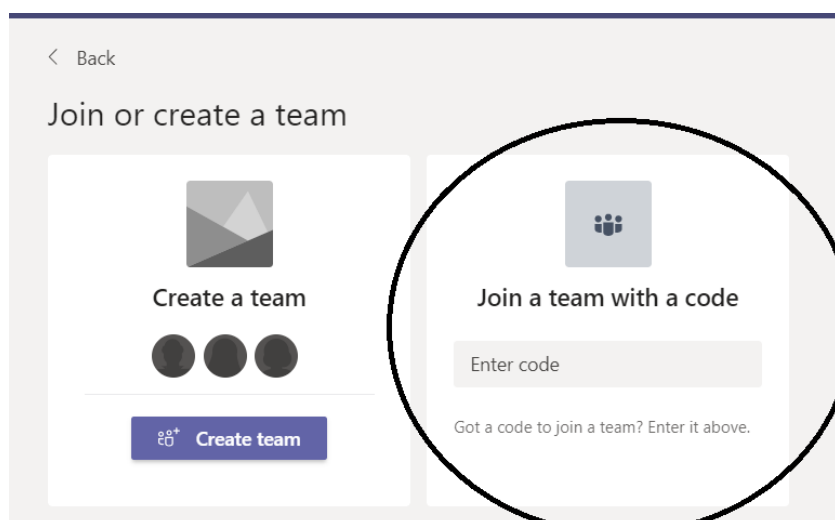 Back
Join or create a team
Create a team
Create team
Join a team with a code
Enter code
Got a code to join a team? Enter it above.